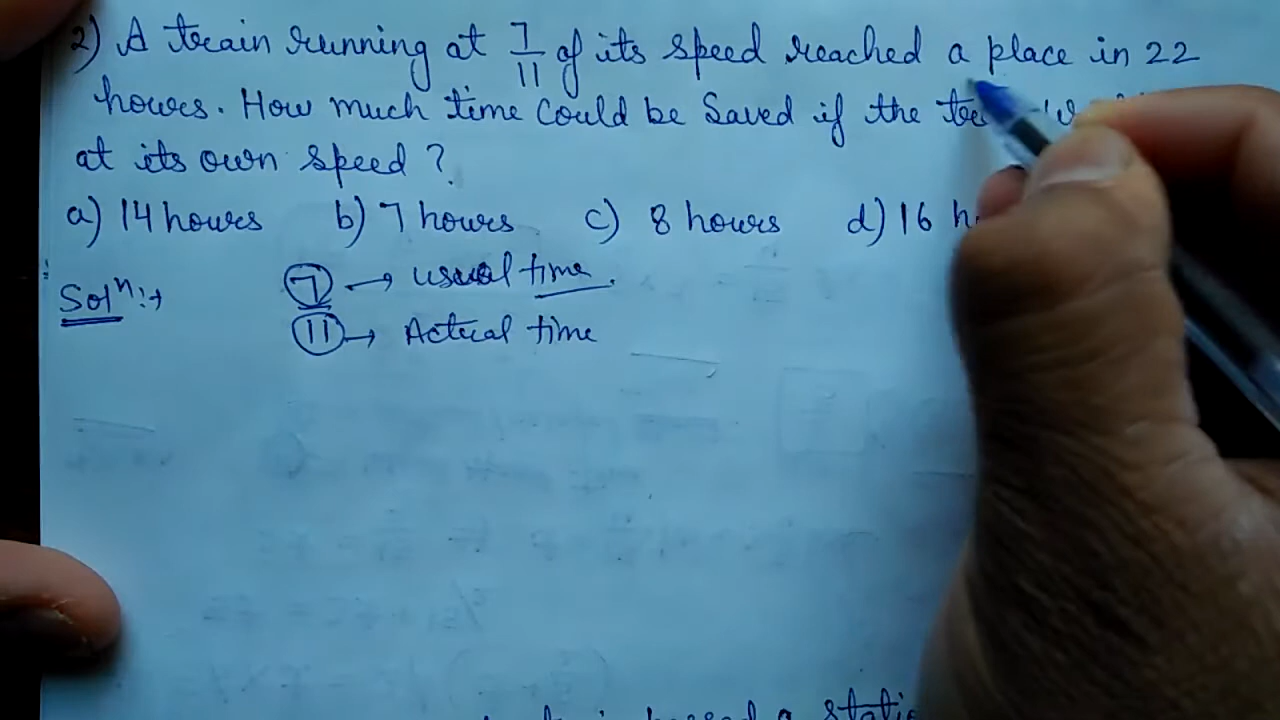 2) A train running at 7/11 of its speed reached a place in 22
hours. How much time could be saved if the
at its own speed ?
a) 14 hours b) 7 hours c) 8 hours d) 16
Solⁿ:→ 7 → usual time.
11 → Actual time
a